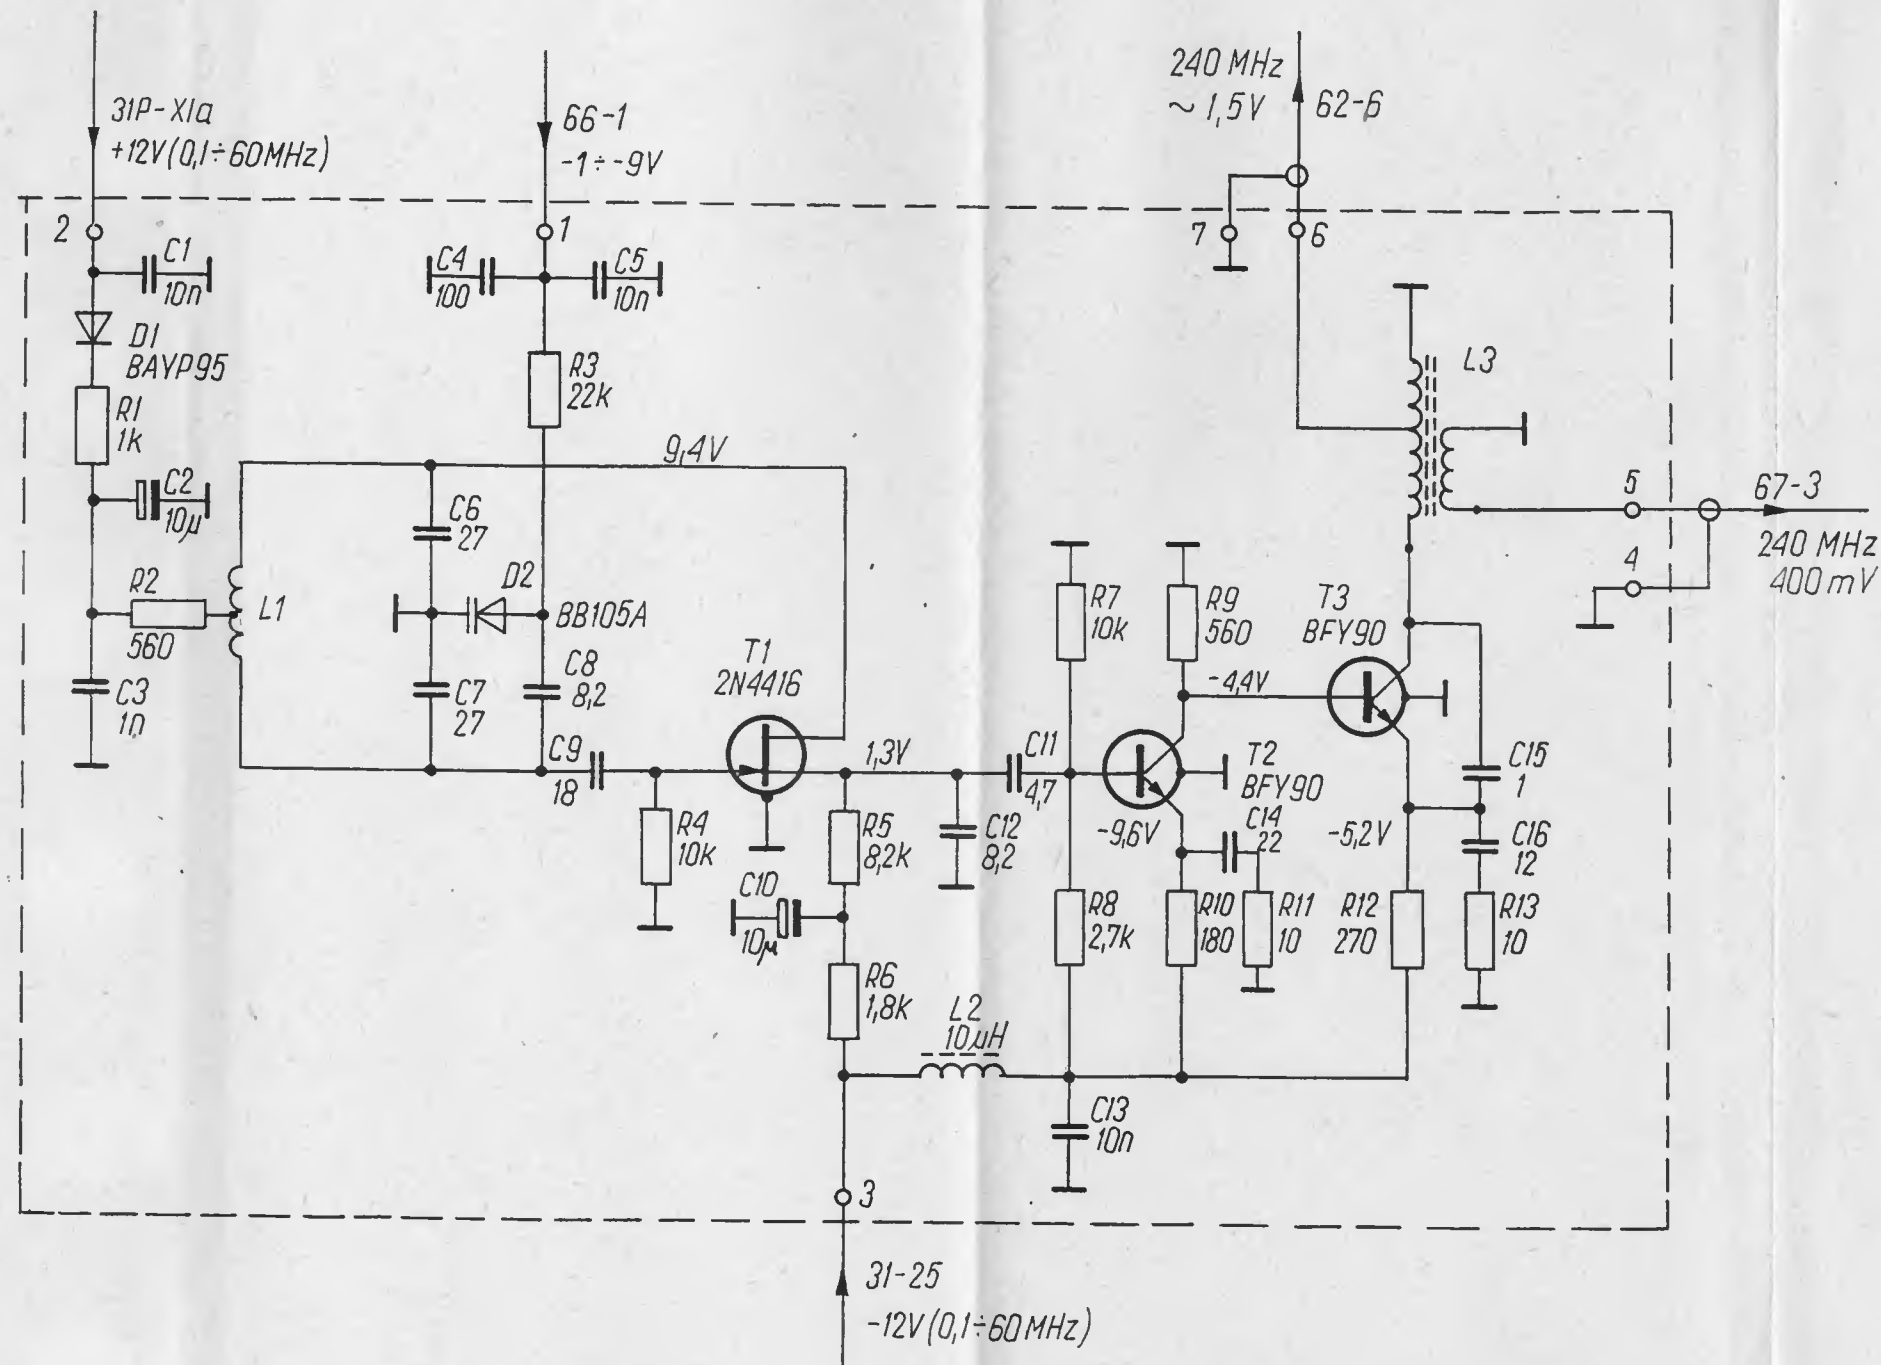 31P-X1a
+12V (0,1÷60MHz)
66-1
-1÷-9V
240 MHz
~ 1,5V
62-6
2
C1
10n
1
C4
100
C5
10n
7
6
D1
BAYP95
R1
1k
R3
22k
L3
9,4V
C2
10µ
5
67-3
240 MHz
400mV
4
C6
27
D2
BB105A
R2
560
L1
R7
10k
R9
560
T3
BFY90
C3
1n
C7
27
C8
8,2
T1
2N4416
-4,4V
C9
18
1,3V
C11
4,7
T2
BFY90
C15
1
R4
10k
R5
8,2k
C12
8,2
-9,6V
C14
22
-5,2V
C16
12
C10
10µ
R8
2,7k
R10
180
R11
10
R12
270
R13
10
R6
1,8k
L2
10µH
C13
10n
3
31-25
-12V (0,1÷60MHz)